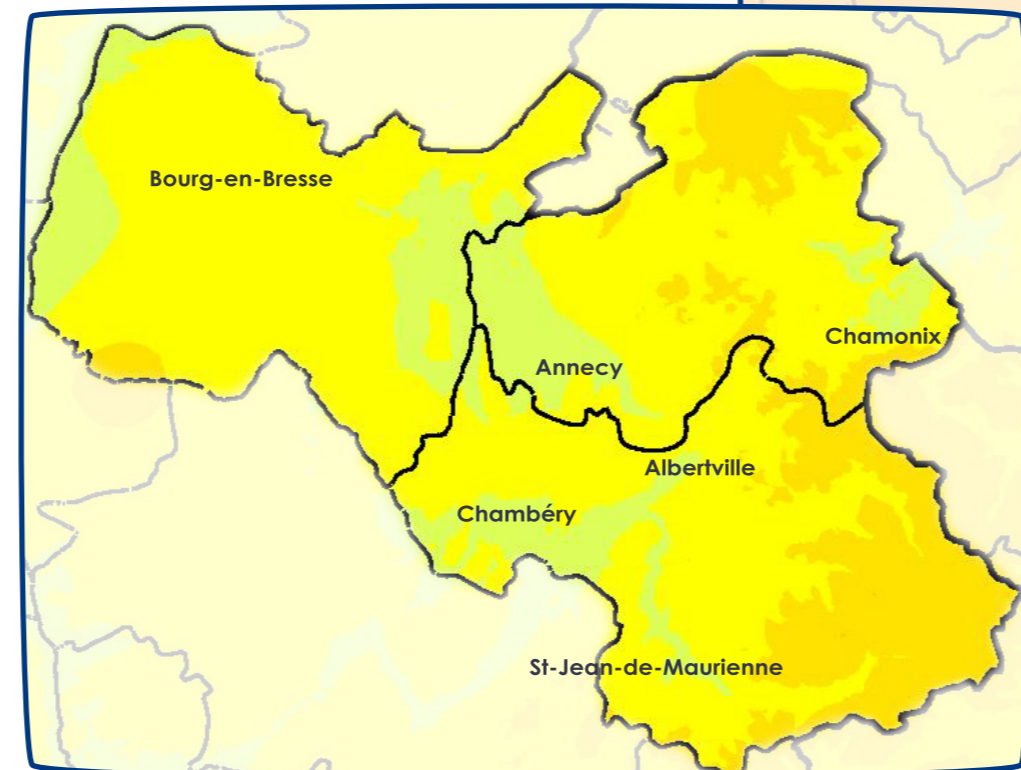 Bourg-en-Bresse
Chamonix
Annecy
Albertville
Chambéry
St-Jean-de-Maurienne